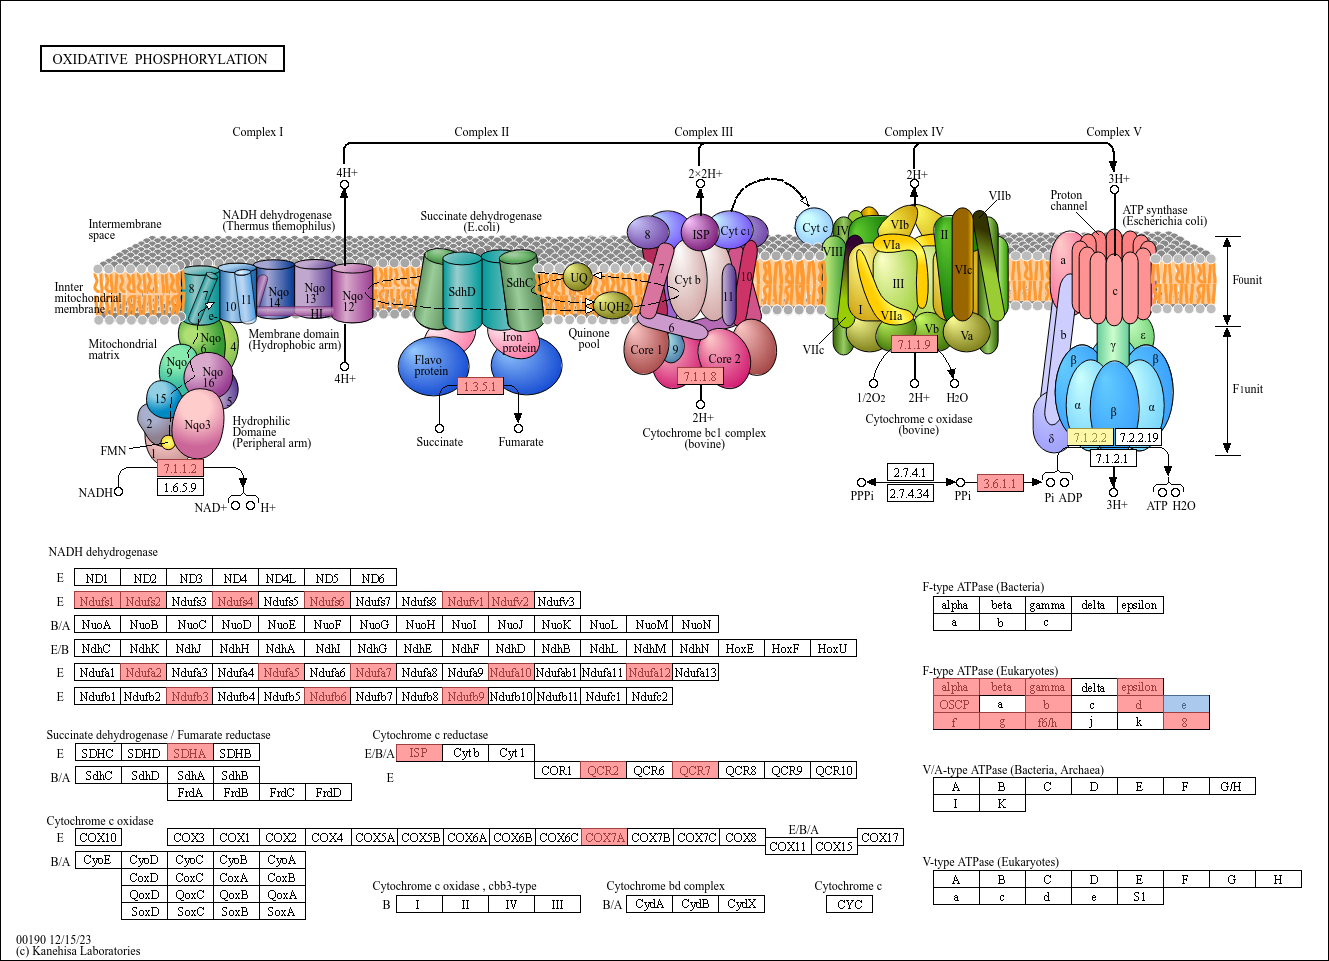 OXIDATIVE PHOSPHORYLATION
Complex I
Complex II
Complex III
Complex IV
Complex V
4H+
2×2H+
2H+
3H+
Intermembrane
space
NADH dehydrogenase
(Thermus themophilus)
Succinate dehydrogenase
(E.coli)
VIIb
Proton
channel
ATP synthase
(Escherichia coli)
8
ISP
Cyt c1
Cyt c
IV
VIb
II
VIII
VIa
a
Innter
mitochondrial
membrane
8
7
e-
10
11
Nqo
14
Nqo
13
HI
Nqo
12
SdhD
SdhC
UQ
UQH2
7
Cyt b
10
11
III
VIc
c
Founit
I
VIIa
Vb
Va
Mitochondrial
matrix
Nqo
6
4
Membrane domain
(Hydrophobic arm)
Iron
protein
Quinone
pool
6
VIIc
b
γ
ε
Nqo
9
Nqo
16
4H+
Flavo
protein
Core 1
9
Core 2
7.1.1.9
β
β
15
5
1.3.5.1
7.1.1.8
1/2O2
2H+
H2O
F1unit
2
Nqo3
Hydrophilic
Domaine
(Peripheral arm)
2H+
Cytochrome bc1 complex
(bovine)
Cytochrome c oxidase
(bovine)
α
β
α
δ
FMN
1
Succinate
Fumarate
7.1.2.2
7.2.2.19
7.1.2.1
7.1.1.2
1.6.5.9
NADH
NAD+
H+
2.7.4.1
2.7.4.34
PPPi
PPi
3.6.1.1
Pi
ADP
3H+
ATP
H2O
NADH dehydrogenase
E ND1 ND2 ND3 ND4 ND4L ND5 ND6
E Ndufs1 Ndufs2 Ndufs3 Ndufs4 Ndufs5 Ndufs6 Ndufs7 Ndufs8 Ndufv1 Ndufv2 Ndufv3
B/A NuoA NuoB NuoC NuoD NuoE NuoF NuoG NuoH NuoI NuoJ NuoK NuoL NuoM NuoN
E/B NdhC NdhK NdhJ NdhH NdhA NdhI NdhG NdhE NdhF NdhD NdhB NdhL NdhM NdhN HoxE HoxF HoxU
E Ndufa1 Ndufa2 Ndufa3 Ndufa4 Ndufa5 Ndufa6 Ndufa7 Ndufa8 Ndufa9 Ndufa10 Ndufab1 Ndufa11 Ndufa12 Ndufa13
E Ndufb1 Ndufb2 Ndufb3 Ndufb4 Ndufb5 Ndufb6 Ndufb7 Ndufb8 Ndufb9 Ndufb10 Ndufb11 Ndufc1 Ndufc2
F-type ATPase (Bacteria)
alpha beta gamma delta epsilon
a b c
F-type ATPase (Eukaryotes)
alpha beta gamma delta epsilon
OSCP a b c d e
f g f6/h j k 8
Succinate dehydrogenase / Fumarate reductase
E SDHC SDHD SDHA SDHB
B/A SdhC SdhD SdhA SdhB
FrdA FrdB FrdC FrdD
Cytochrome c reductase
E/B/A ISP Cyt b Cyt 1
E COR1 QCR2 QCR6 QCR7 QCR8 QCR9 QCR10
V/A-type ATPase (Bacteria, Archaea)
A B C D E F G/H
I K
Cytochrome c oxidase
E COX10 COX3 COX1 COX2 COX4 COX5A COX5B COX6A COX6B COX6C COX7A COX7B COX7C COX8
E/B/A
COX11 COX15
COX17
B/A CyoE CyoD CyoC CyoB CyoA
CoxD CoxC CoxA CoxB
QoxD QoxC QoxB QoxA
SoxD SoxC SoxB SoxA
Cytochrome c oxidase , cbb3-type
B I II IV III
Cytochrome bd complex
B/A CydA CydB CydX
Cytochrome c
CYC
V-type ATPase (Eukaryotes)
A B C D E F G H
a c d e S1
00190 12/15/23
(c) Kanehisa Laboratories